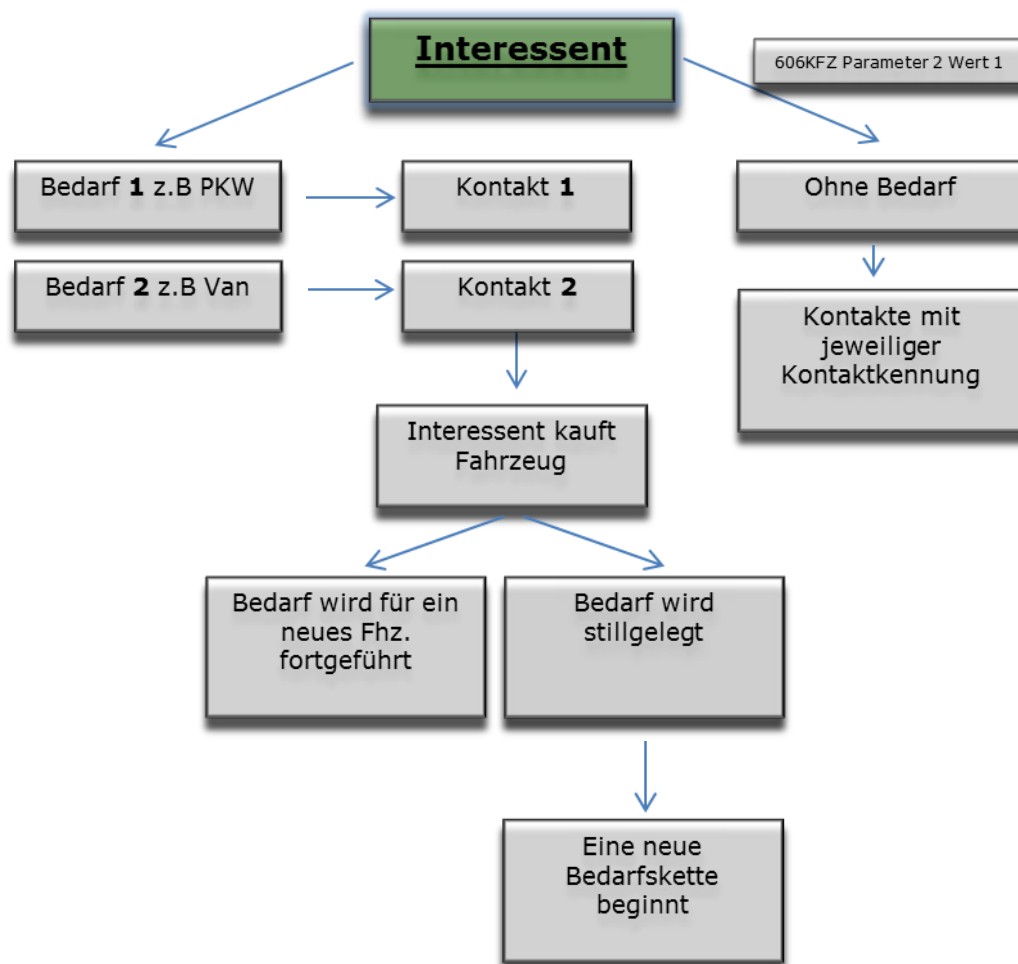 Interessent
606KFZ Parameter 2 Wert 1
Bedarf 1 z.B PKW
Kontakt 1
Ohne Bedarf
Bedarf 2 z.B Van
Kontakt 2
Kontakte mit
jeweiliger
Kontaktkennung
Interessent kauft
Fahrzeug
Bedarf wird für ein
neues Fhz.
fortgeführt
Bedarf wird
stillgelegt
Eine neue
Bedarfskette
beginnt